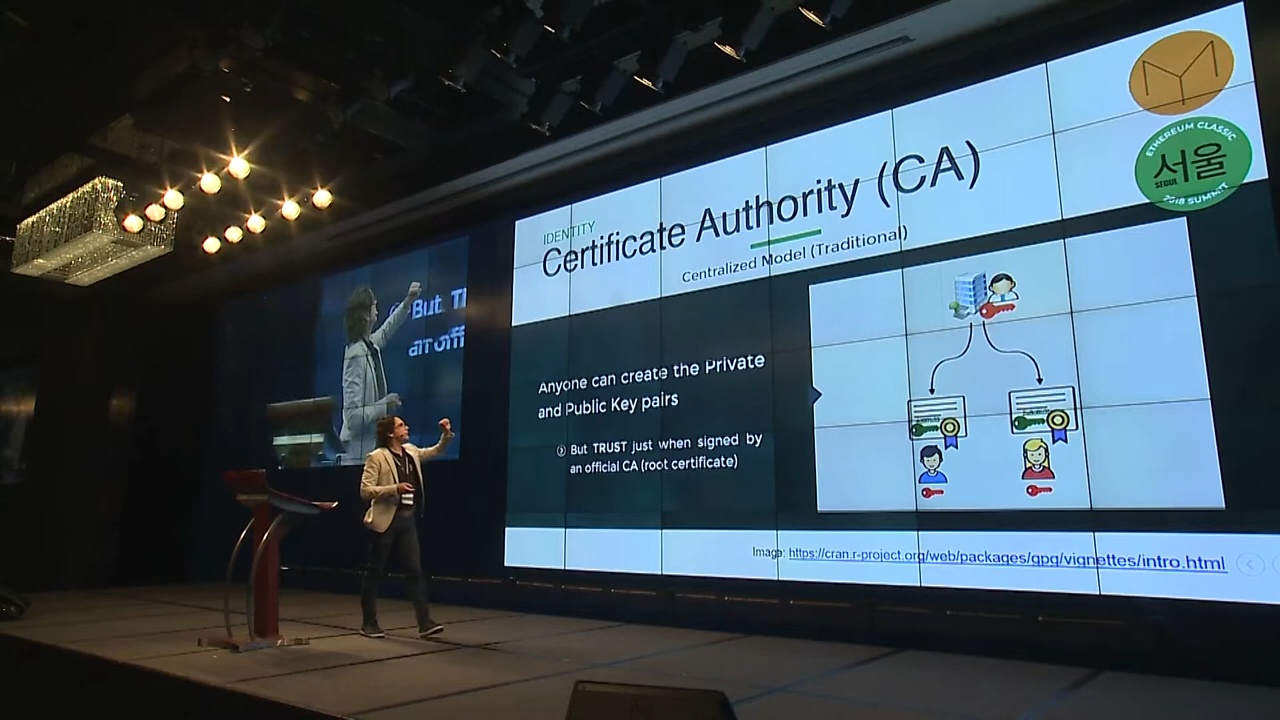 IDENTITY
Certificate Authority (CA)
Centralized Model (Traditional)
ETHEREUM CLASSIC
서울
SEOUL
2018 SUMMIT
Anyone can create the Private
and Public Key pairs
But TRUST just when signed by
an official CA (root certificate)
Image: https://cran.r-project.org/web/packages/gpg/vignettes/intro.html
But T
an offi